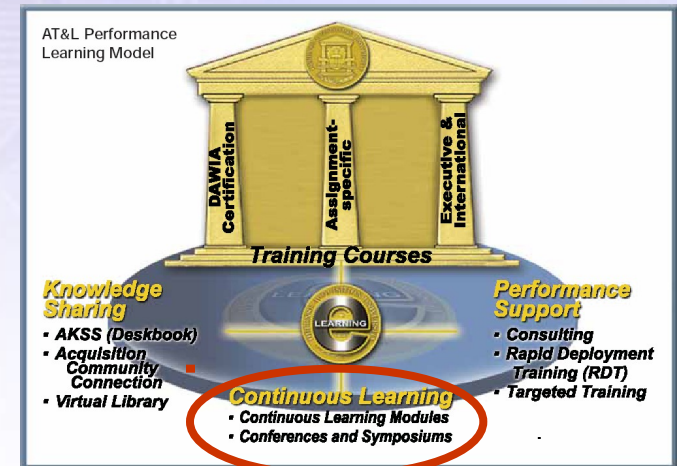 AT&L Performance
Learning Model
DAWIA
Certification
Assignment-
specific
Executive &
International
Training Courses
Knowledge
Sharing
▪ AKSS (Deskbook)
▪ Acquisition
Community
Connection
▪ Virtual Library
LEARNING
e
LEARNING
Performance
Support
▪ Consulting
▪ Rapid Deployment
Training (RDT)
▪ Targeted Training
Continuous Learning
▪ Continuous Learning Modules
▪ Conferences and Symposiums
-